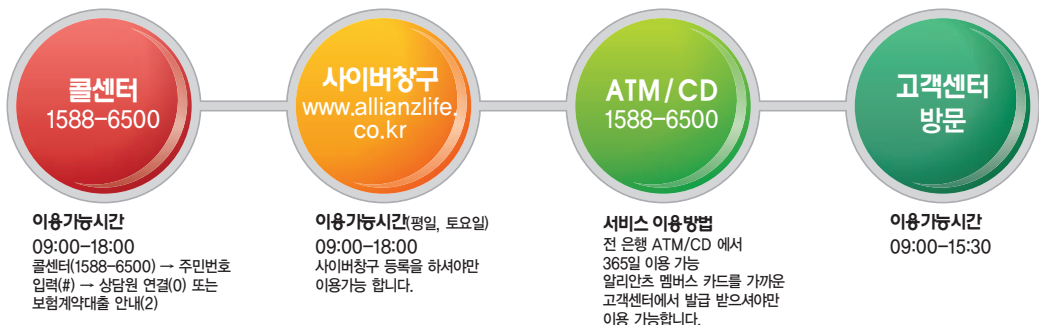 콜센터
1588-6500
사이버창구
www.allianzlife.
co.kr
ATM/CD
1588-6500
고객센터
방문
이용가능시간
09:00-18:00
콜센터(1588-6500) → 주민번호
입력(#) → 상담원 연결(0) 또는
보험계약대출 안내(2)
이용가능시간(평일, 토요일)
09:00-18:00
사이버창구 등록을 하셔야만
이용가능 합니다.
서비스 이용방법
전 은행 ATM/CD 에서
365일 이용 가능
알리안츠 멤버스 카드를 가까운
고객센터에서 발급 받으셔야만
이용 가능합니다.
이용가능시간
09:00-15:30